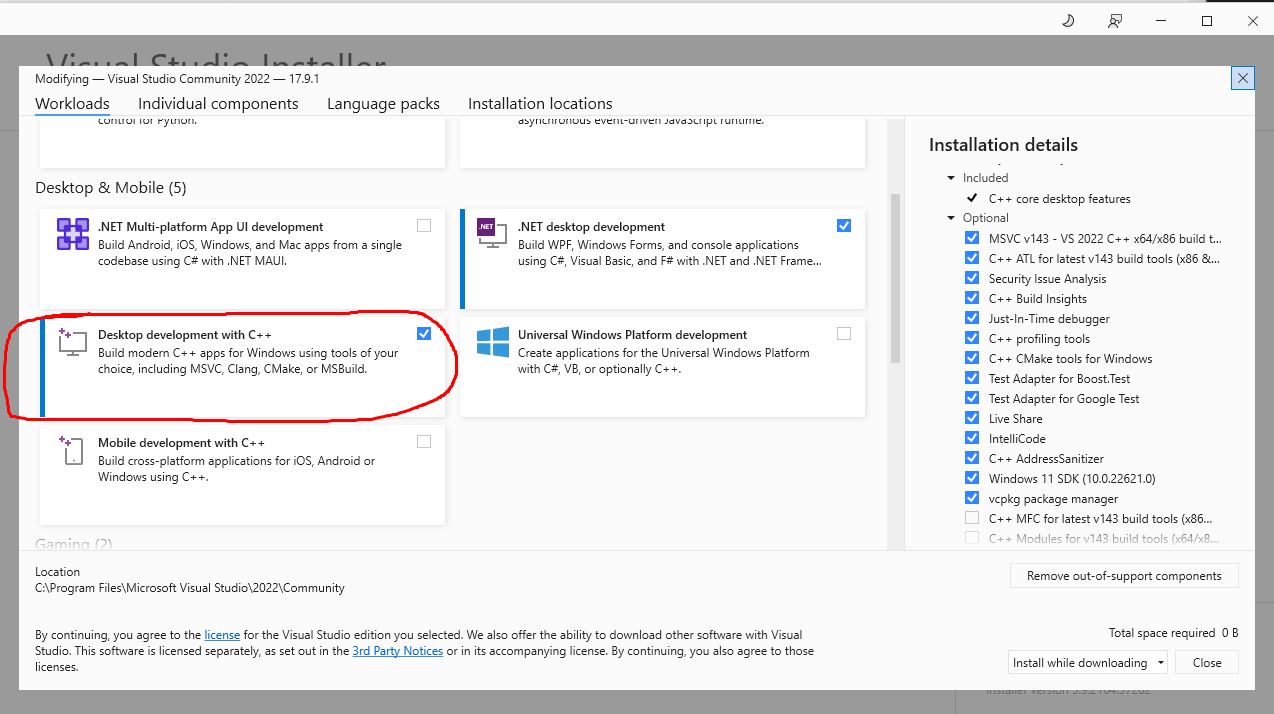 Visual Studio Installer
Modifying — Visual Studio Community 2022 — 17.9.1
Workloads Individual components Language packs Installation locations
control for Python.
asynchronous event-driven JavaScript runtime.
Desktop & Mobile (5)
.NET Multi-platform App UI development
Build Android, iOS, Windows, and Mac apps from a single
codebase using C# with .NET MAUI.
.NET
.NET desktop development
Build WPF, Windows Forms, and console applications
using C#, Visual Basic, and F# with .NET and .NET Frame...
Desktop development with C++
Build modern C++ apps for Windows using tools of your
choice, including MSVC, Clang, CMake, or MSBuild.
Universal Windows Platform development
Create applications for the Universal Windows Platform
with C#, VB, or optionally C++.
Mobile development with C++
Build cross-platform applications for iOS, Android or
Windows using C++.
Gaming (2)
Installation details
Included
C++ core desktop features
Optional
MSVC v143 - VS 2022 C++ x64/x86 build t...
C++ ATL for latest v143 build tools (x86 &...
Security Issue Analysis
C++ Build Insights
Just-In-Time debugger
C++ profiling tools
C++ CMake tools for Windows
Test Adapter for Boost.Test
Test Adapter for Google Test
Live Share
IntelliCode
C++ AddressSanitizer
Windows 11 SDK (10.0.22621.0)
vcpkg package manager
C++ MFC for latest v143 build tools (x86...
C++ Modules for v143 build tools (x64/x8...
Location
C:\Program Files\Microsoft Visual Studio\2022\Community
Remove out-of-support components
By continuing, you agree to the license for the Visual Studio edition you selected. We also offer the ability to download other software with Visual
Studio. This software is licensed separately, as set out in the 3rd Party Notices or in its accompanying license. By continuing, you also agree to those
licenses.
Total space required 0 B
Install while downloading
Close
Installer version 3.9.2164.37202